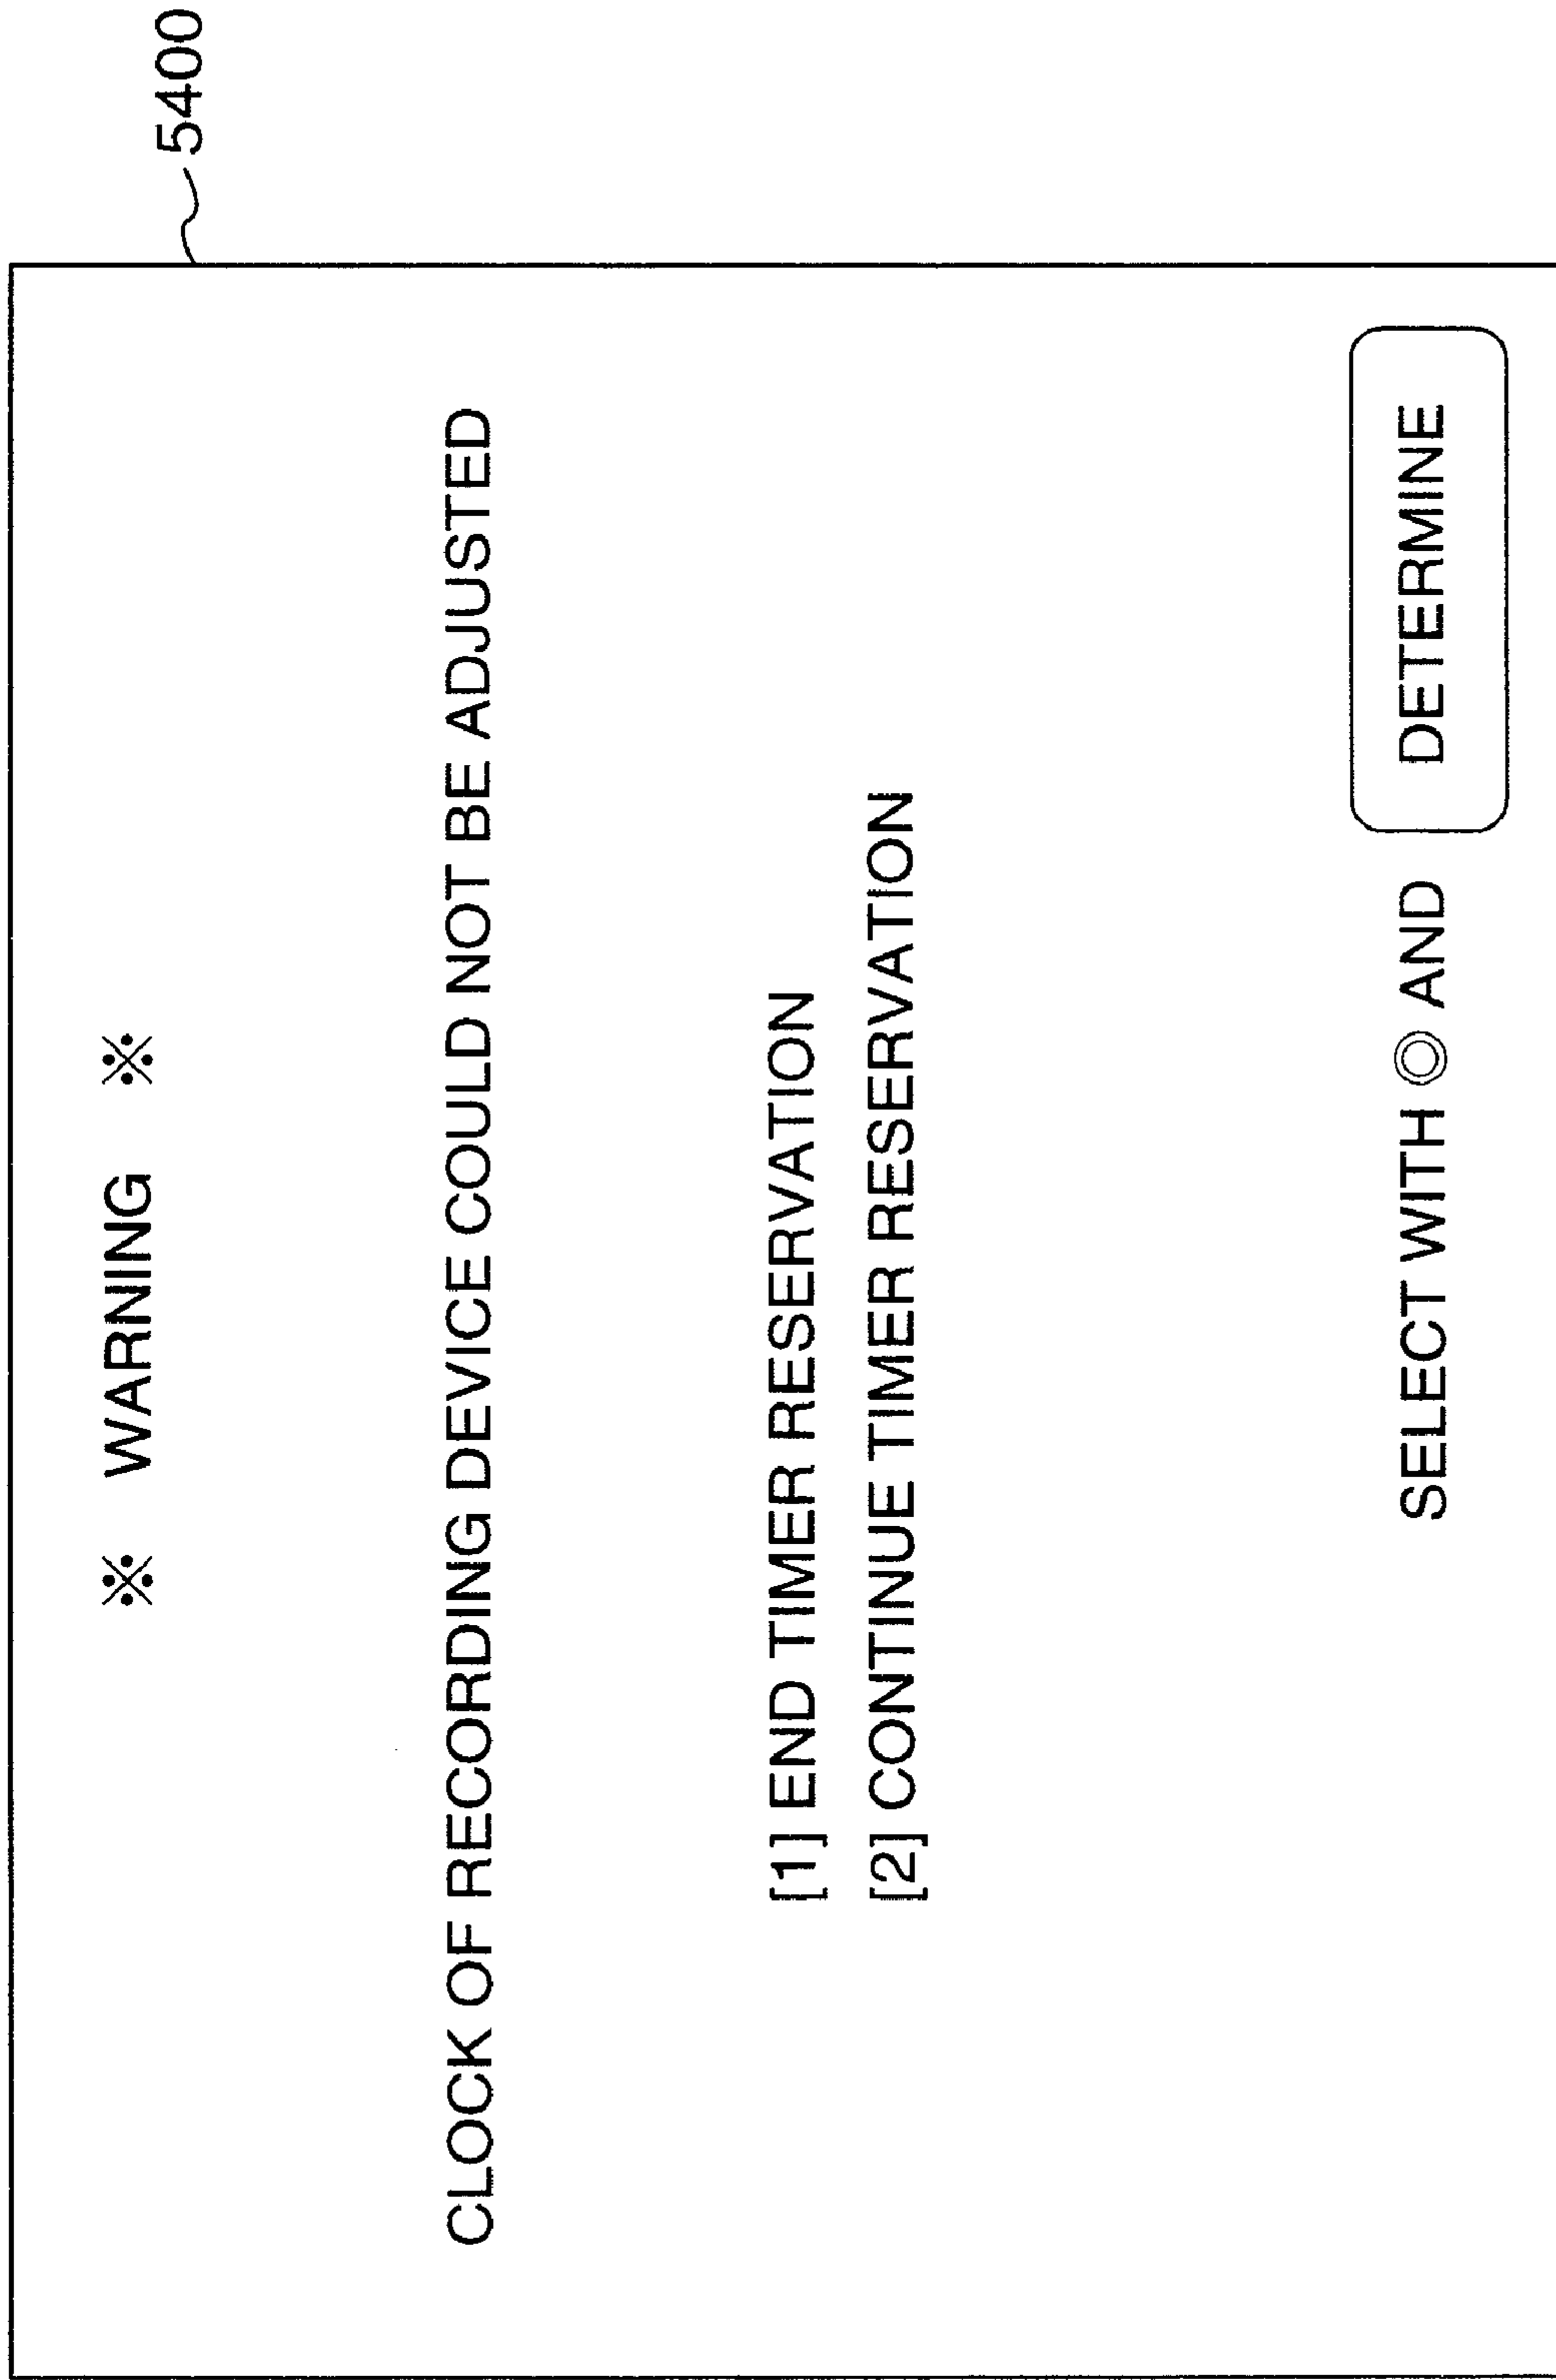 5400
※ WARNING ※
CLOCK OF RECORDING DEVICE COULD NOT BE ADJUSTED
[1] END TIMER RESERVATION
[2] CONTINUE TIMER RESERVATION
SELECT WITH ◎ AND DETERMINE